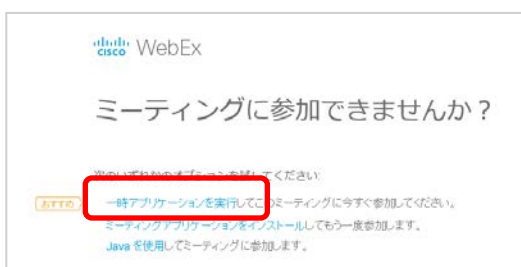 cisco WebEx
ミーティングに参加できませんか？
次のいずれかのオプションを試してください:
おすすめ 一時アプリケーションを実行してこのミーティングに今すぐ参加してください。
ミーティングアプリケーションをインストールしてもう一度参加します。
Java を使用してミーティングに参加します。